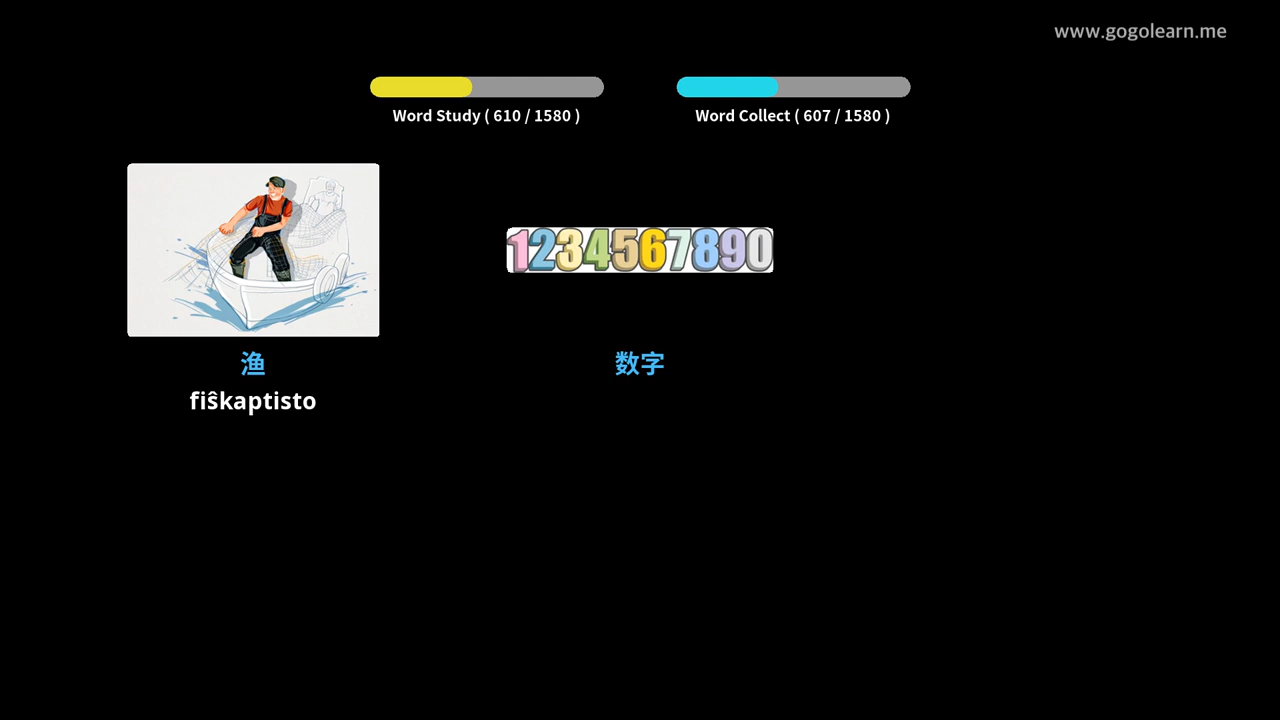 www.gogolearn.me
Word Study ( 610 / 1580 )
Word Collect ( 607 / 1580 )
1234567890
渔
数字
fiŝkaptisto